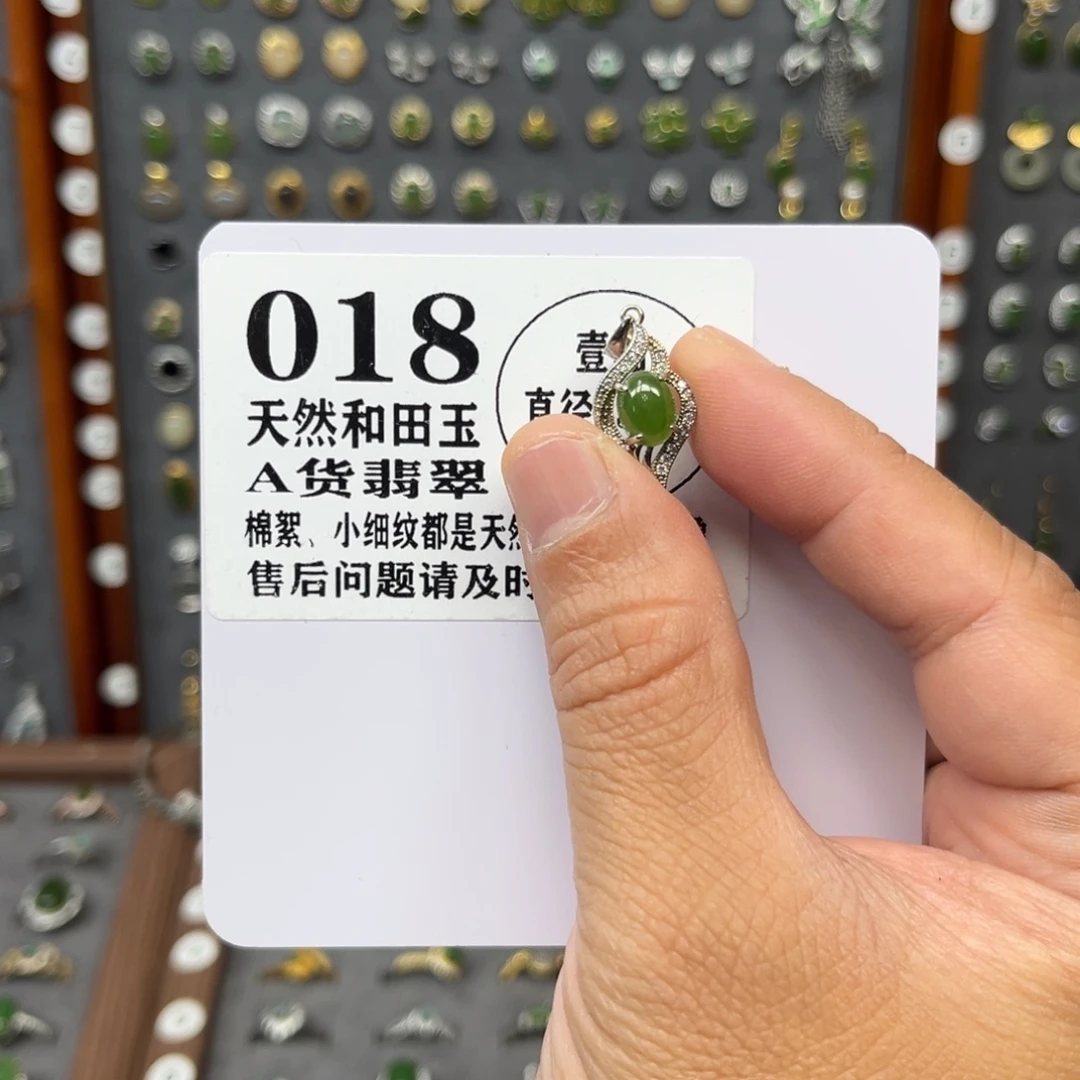 018
壹
直径
天然和田玉
A货翡翠
棉絮、小细纹都是天然
售后问题请及时